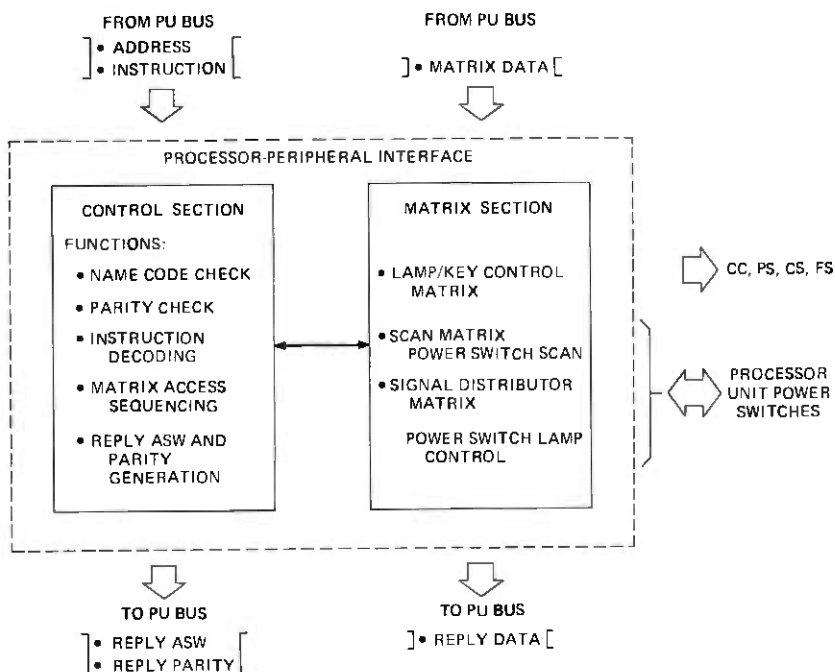 FROM PU BUS
• ADDRESS
• INSTRUCTION
FROM PU BUS
• MATRIX DATA
PROCESSOR-PERIPHERAL INTERFACE
CONTROL SECTION
FUNCTIONS:
• NAME CODE CHECK
• PARITY CHECK
• INSTRUCTION
DECODING
• MATRIX ACCESS
SEQUENCING
• REPLY ASW AND
PARITY
GENERATION
MATRIX SECTION
• LAMP/KEY CONTROL
MATRIX
• SCAN MATRIX
POWER SWITCH SCAN
• SIGNAL DISTRIBUTOR
MATRIX
POWER SWITCH LAMP
CONTROL
CC, PS, CS, FS
PROCESSOR
UNIT POWER
SWITCHES
TO PU BUS
• REPLY ASW
• REPLY PARITY
TO PU BUS
• REPLY DATA